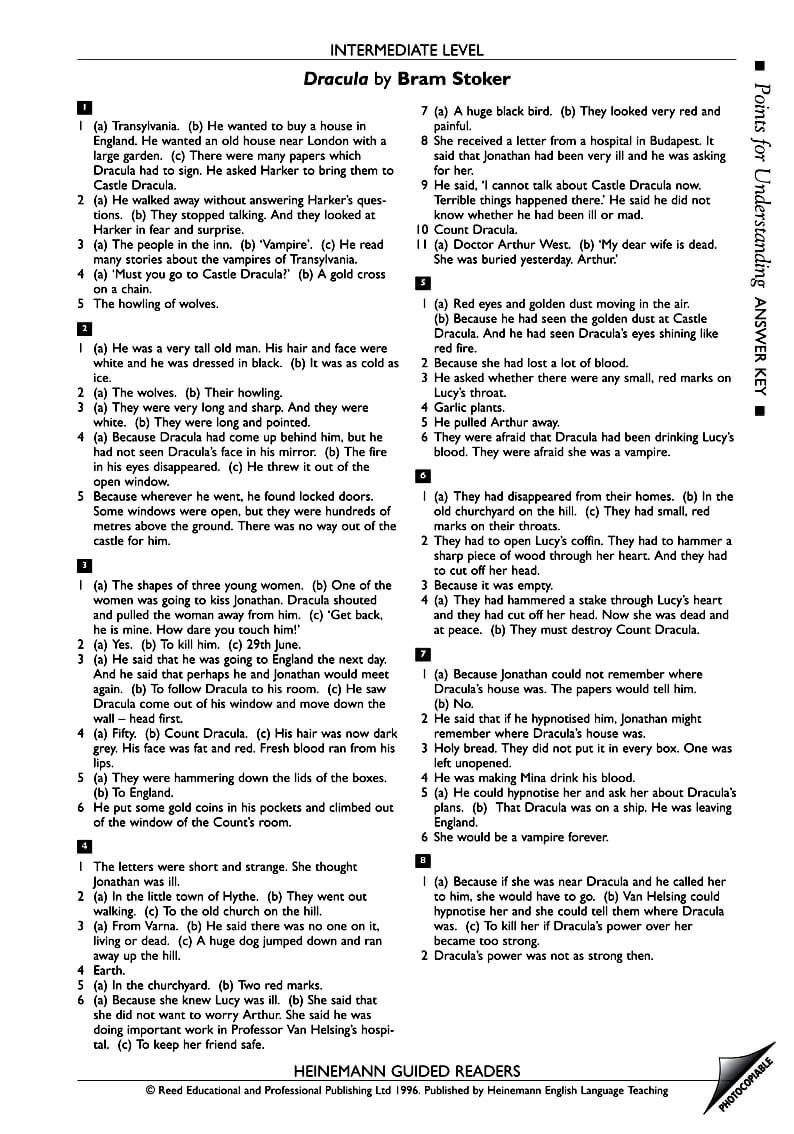 INTERMEDIATE LEVEL
Dracula by Bram Stoker
1
1 (a) Transylvania. (b) He wanted to buy a house in
England. He wanted an old house near London with a
large garden. (c) There were many papers which
Dracula had to sign. He asked Harker to bring them to
Castle Dracula.
2 (a) He walked away without answering Harker’s ques-
tions. (b) They stopped talking. And they looked at
Harker in fear and surprise.
3 (a) The people in the inn. (b) ‘Vampire’. (c) He read
many stories about the vampires of Transylvania.
4 (a) ‘Must you go to Castle Dracula?’ (b) A gold cross
on a chain.
5 The howling of wolves.
2
1 (a) He was a very tall old man. His hair and face were
white and he was dressed in black. (b) It was as cold as
ice.
2 (a) The wolves. (b) Their howling.
3 (a) They were very long and sharp. And they were
white. (b) They were long and pointed.
4 (a) Because Dracula had come up behind him, but he
had not seen Dracula’s face in his mirror. (b) The fire
in his eyes disappeared. (c) He threw it out of the
open window.
5 Because wherever he went, he found locked doors.
Some windows were open, but they were hundreds of
metres above the ground. There was no way out of the
castle for him.
3
1 (a) The shapes of three young women. (b) One of the
women was going to kiss Jonathan. Dracula shouted
and pulled the woman away from him. (c) ‘Get back,
he is mine. How dare you touch him!’
2 (a) Yes. (b) To kill him. (c) 29th June.
3 (a) He said that he was going to England the next day.
And he said that perhaps he and Jonathan would meet
again. (b) To follow Dracula to his room. (c) He saw
Dracula come out of his window and move down the
wall – head first.
4 (a) Fifty. (b) Count Dracula. (c) His hair was now dark
grey. His face was fat and red. Fresh blood ran from his
lips.
5 (a) They were hammering down the lids of the boxes.
(b) To England.
6 He put some gold coins in his pockets and climbed out
of the window of the Count’s room.
4
1 The letters were short and strange. She thought
Jonathan was ill.
2 (a) In the little town of Hythe. (b) They went out
walking. (c) To the old church on the hill.
3 (a) From Varna. (b) He said there was no one on it,
living or dead. (c) A huge dog jumped down and ran
away up the hill.
4 Earth.
5 (a) In the churchyard. (b) Two red marks.
6 (a) Because she knew Lucy was ill. (b) She said that
she did not want to worry Arthur. She said he was
doing important work in Professor Van Helsing’s hospi-
tal. (c) To keep her friend safe.
7 (a) A huge black bird. (b) They looked very red and
painful.
8 She received a letter from a hospital in Budapest. It
said that Jonathan had been very ill and he was asking
for her.
9 He said, ‘I cannot talk about Castle Dracula now.
Terrible things happened there.’ He said he did not
know whether he had been ill or mad.
10 Count Dracula.
11 (a) Doctor Arthur West. (b) ‘My dear wife is dead.
She was buried yesterday. Arthur.’
5
1 (a) Red eyes and golden dust moving in the air.
(b) Because he had seen the golden dust at Castle
Dracula. And he had seen Dracula’s eyes shining like
red fire.
2 Because she had lost a lot of blood.
3 He asked whether there were any small, red marks on
Lucy’s throat.
4 Garlic plants.
5 He pulled Arthur away.
6 They were afraid that Dracula had been drinking Lucy’s
blood. They were afraid she was a vampire.
6
1 (a) They had disappeared from their homes. (b) In the
old churchyard on the hill. (c) They had small, red
marks on their throats.
2 They had to open Lucy’s coffin. They had to hammer a
sharp piece of wood through her heart. And they had
to cut off her head.
3 Because it was empty.
4 (a) They had hammered a stake through Lucy’s heart
and they had cut off her head. Now she was dead and
at peace. (b) They must destroy Count Dracula.
7
1 (a) Because Jonathan could not remember where
Dracula’s house was. The papers would tell him.
(b) No.
2 He said that if he hypnotised him, Jonathan might
remember where Dracula’s house was.
3 Holy bread. They did not put it in every box. One was
left unopened.
4 He was making Mina drink his blood.
5 (a) He could hypnotise her and ask her about Dracula’s
plans. (b) That Dracula was on a ship. He was leaving
England.
6 She would be a vampire forever.
8
1 (a) Because if she was near Dracula and he called her
to him, she would have to go. (b) Van Helsing could
hypnotise her and she could tell them where Dracula
was. (c) To kill her if Dracula’s power over her
became too strong.
2 Dracula’s power was not as strong then.
Points for Understanding ANSWER KEY
HEINEMANN GUIDED READERS
© Reed Educational and Professional Publishing Ltd 1996. Published by Heinemann English Language Teaching
PHOTOCOPIABLE